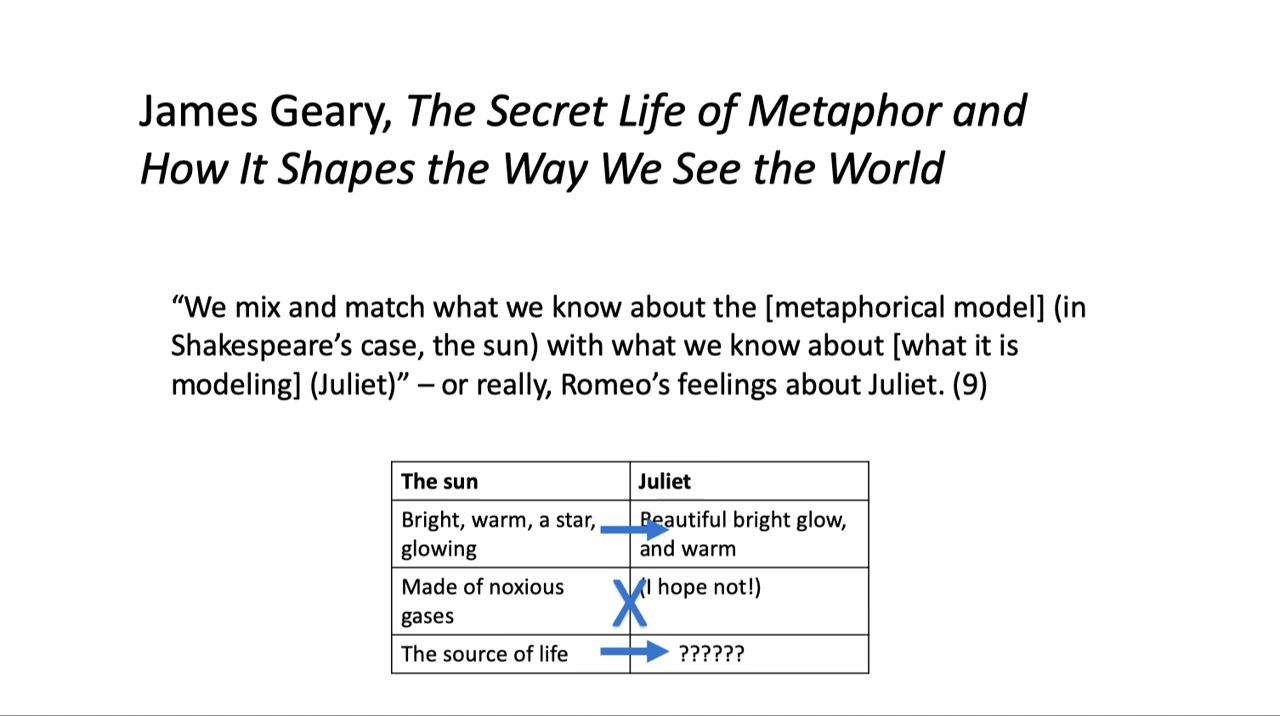 James Geary, The Secret Life of Metaphor and
How It Shapes the Way We See the World
“We mix and match what we know about the [metaphorical model] (in
Shakespeare’s case, the sun) with what we know about [what it is
modeling] (Juliet)” – or really, Romeo’s feelings about Juliet. (9)
The sun
Juliet
Bright, warm, a star,
glowing
Beautiful bright glow,
and warm
Made of noxious
gases
X
(I hope not!)
The source of life
??????